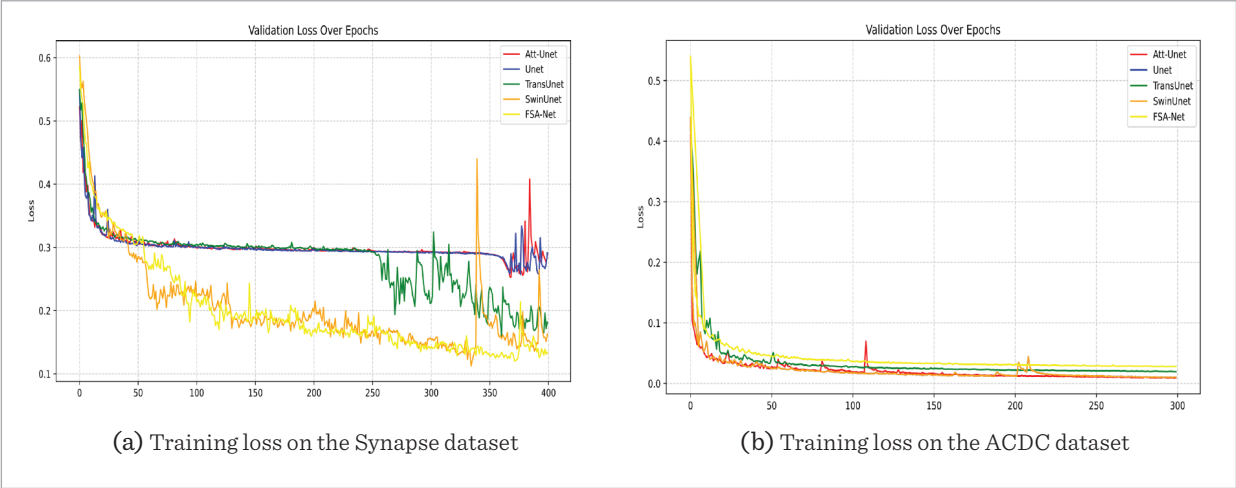 Validation Loss Over Epochs
0.6
0.5
0.4
0.3
0.2
0.1
Loss
0 50 100 150 200 250 300 350 400
Att-Unet
Unet
TransUnet
SwinUnet
FSA-Net
(a) Training loss on the Synapse dataset
Validation Loss Over Epochs
0.5
0.4
0.3
0.2
0.1
0.0
Loss
0 50 100 150 200 250 300
Att-Unet
Unet
TransUnet
SwinUnet
FSA-Net
(b) Training loss on the ACDC dataset